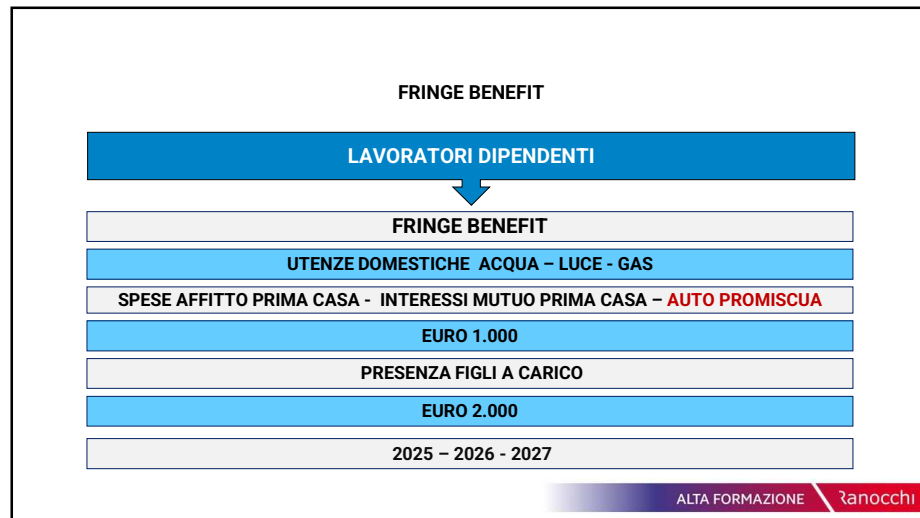 FRINGE BENEFIT
LAVORATORI DIPENDENTI
FRINGE BENEFIT
UTENZE DOMESTICHE ACQUA – LUCE - GAS
SPESE AFFITTO PRIMA CASA - INTERESSI MUTUO PRIMA CASA – AUTO PROMISCUA
EURO 1.000
PRESENZA FIGLI A CARICO
EURO 2.000
2025 – 2026 - 2027
ALTA FORMAZIONE Ranocchi